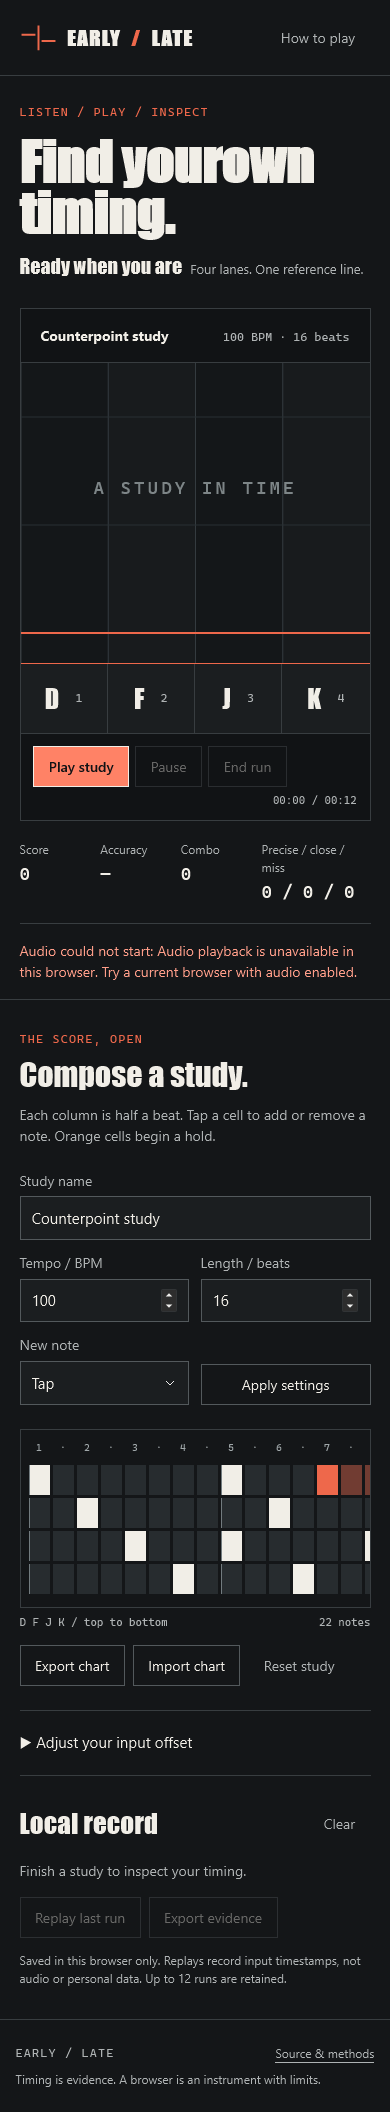 EARLY / LATE
How to play
LISTEN / PLAY / INSPECT
Find yourown
timing.
Ready when you are Four lanes. One reference line.
Counterpoint study
100 BPM · 16 beats
A STUDY IN TIME
D 1 F 2 J 3 K 4
Play study Pause End run
00:00 / 00:12
Score Accuracy Combo Precise / close /
miss
0 — 0 0 / 0 / 0
Audio could not start: Audio playback is unavailable in
this browser. Try a current browser with audio enabled.
THE SCORE, OPEN
Compose a study.
Each column is half a beat. Tap a cell to add or remove a
note. Orange cells begin a hold.
Study name
Counterpoint study
Tempo / BPM Length / beats
100 16
New note
Tap Apply settings
1 · 2 · 3 · 4 · 5 · 6 · 7 ·
D F J K / top to bottom 22 notes
Export chart Import chart Reset study
▶ Adjust your input offset
Local record Clear
Finish a study to inspect your timing.
Replay last run Export evidence
Saved in this browser only. Replays record input timestamps, not
audio or personal data. Up to 12 runs are retained.
EARLY / LATE Source & methods
Timing is evidence. A browser is an instrument with limits.